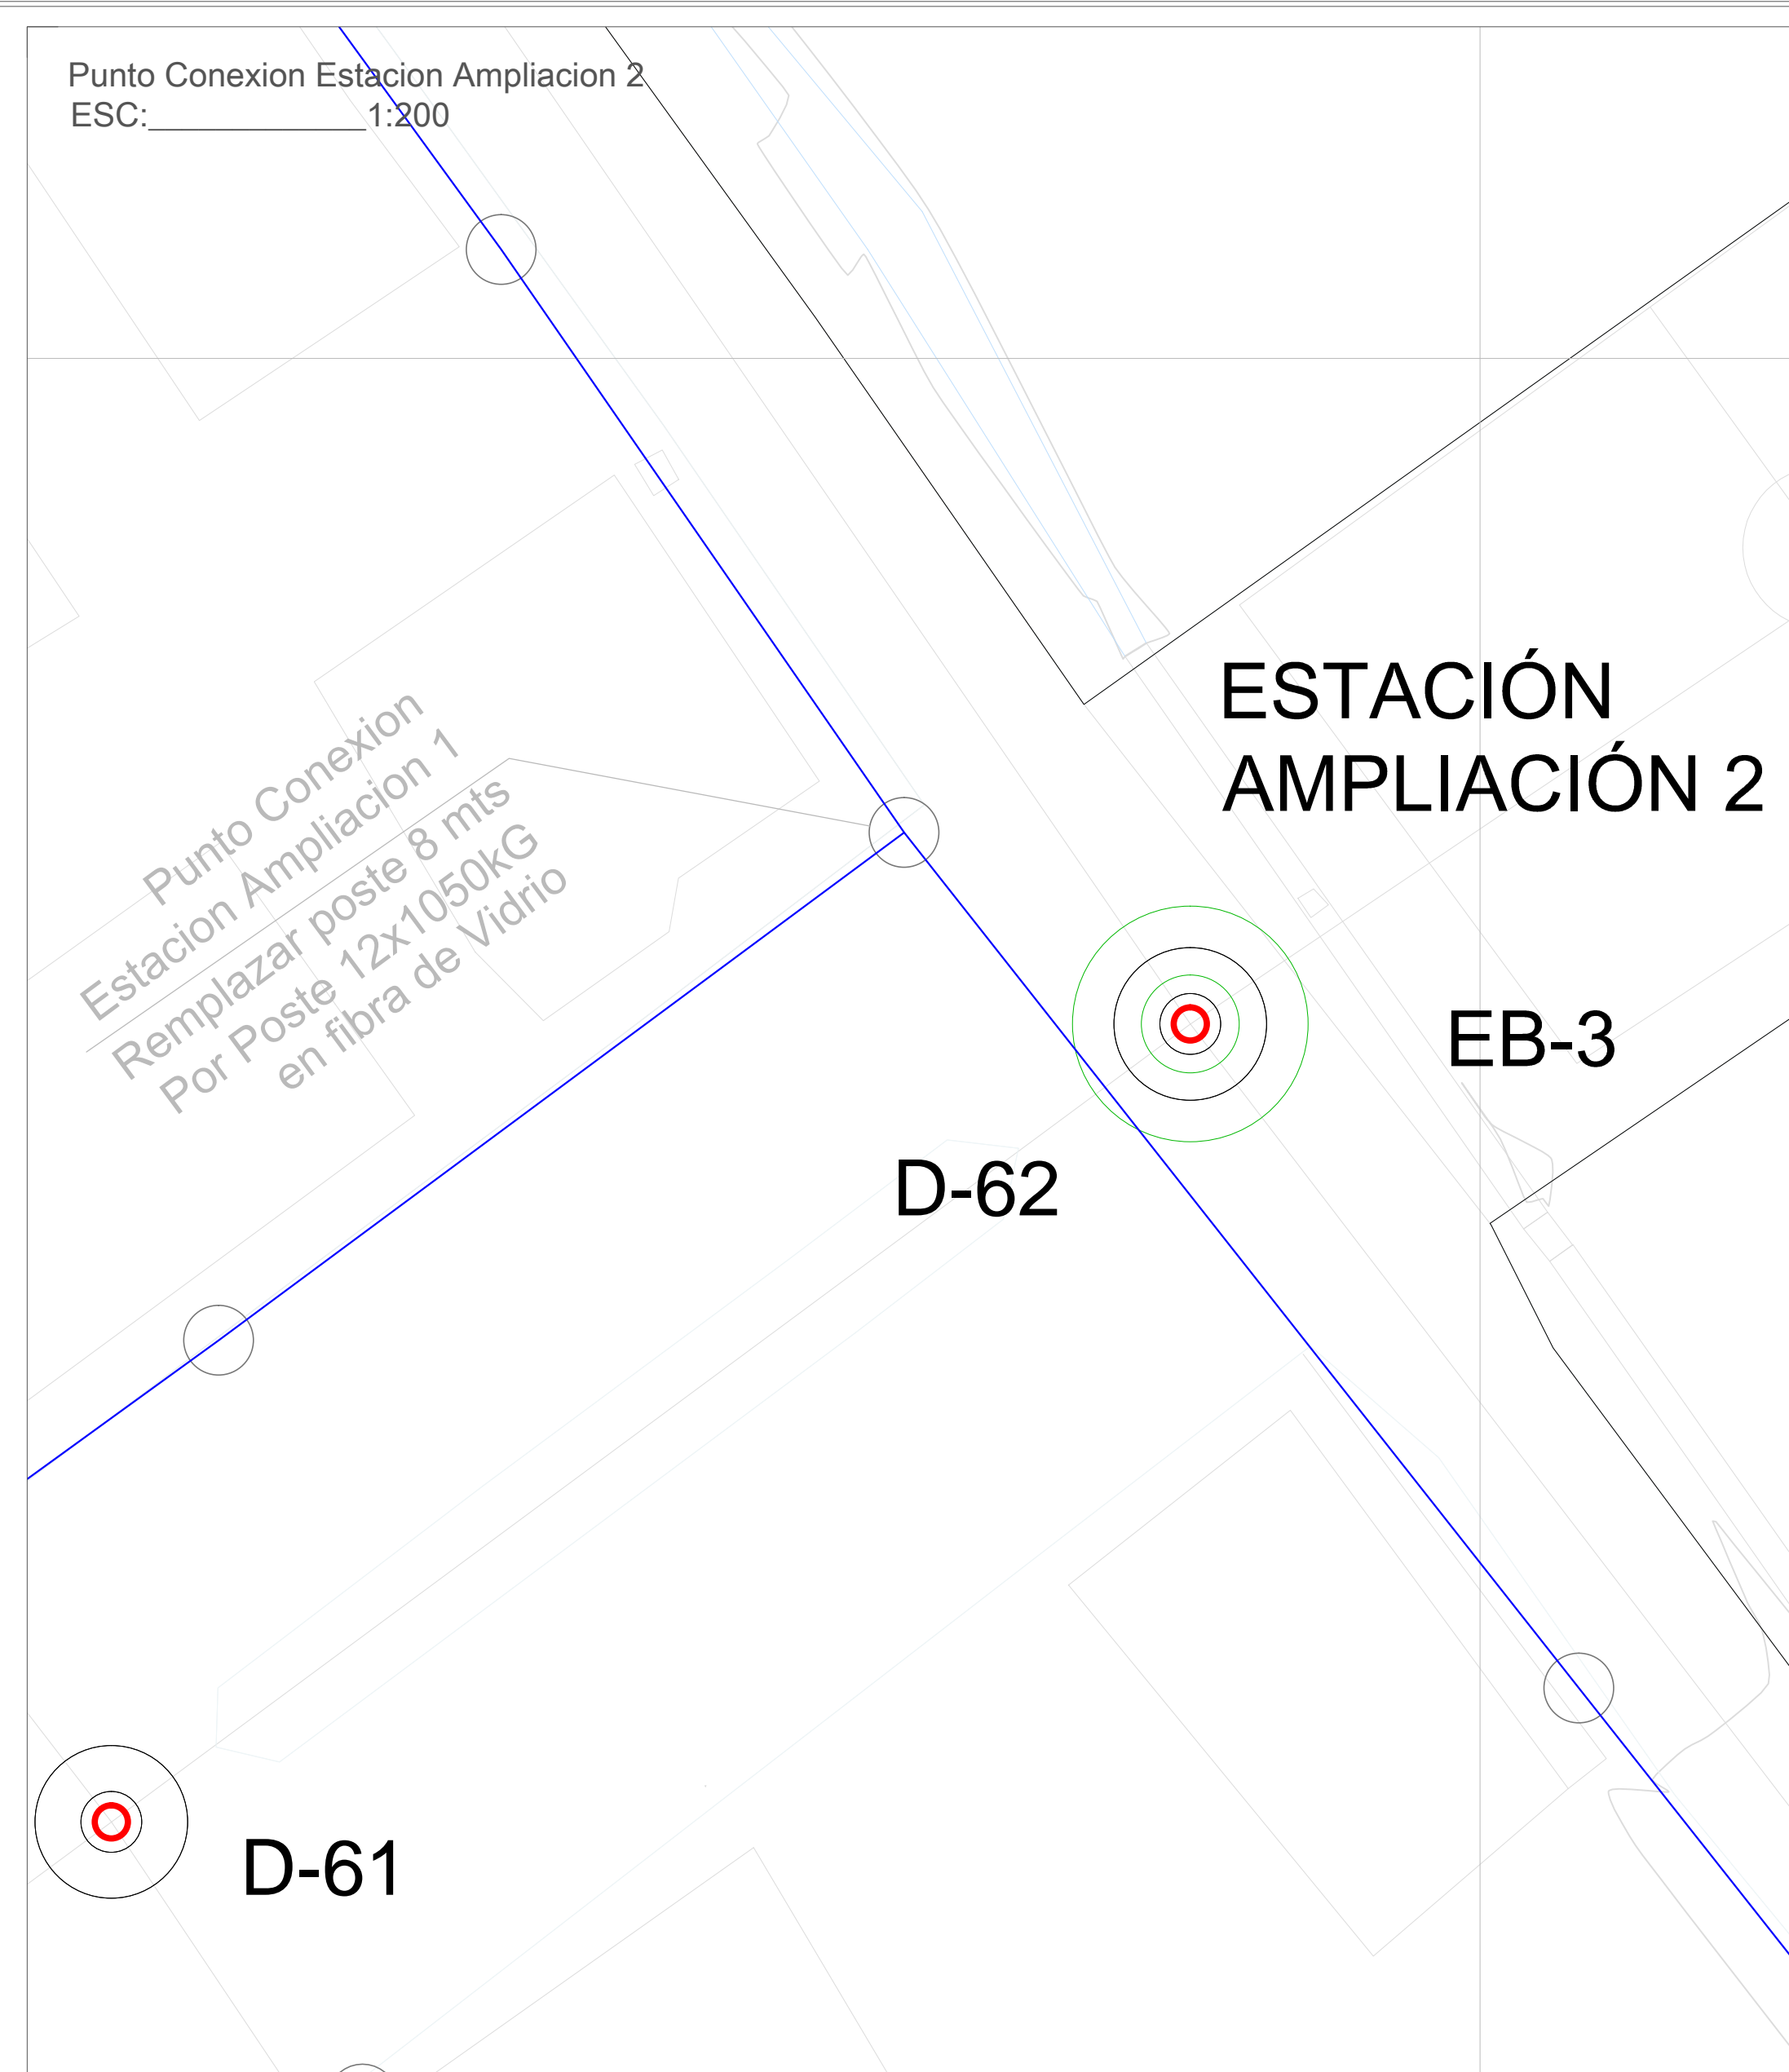 Punto Conexion Estacion Ampliacion 2
ESC:____________1:200
ESTACIÓN
AMPLIACIÓN 2
Punto Conexion
Estacion Ampliacion 1
Remplazar poste 8 mts
Por Poste 12x1050kG
en fibra de Vidrio
EB-3
D-62
D-61